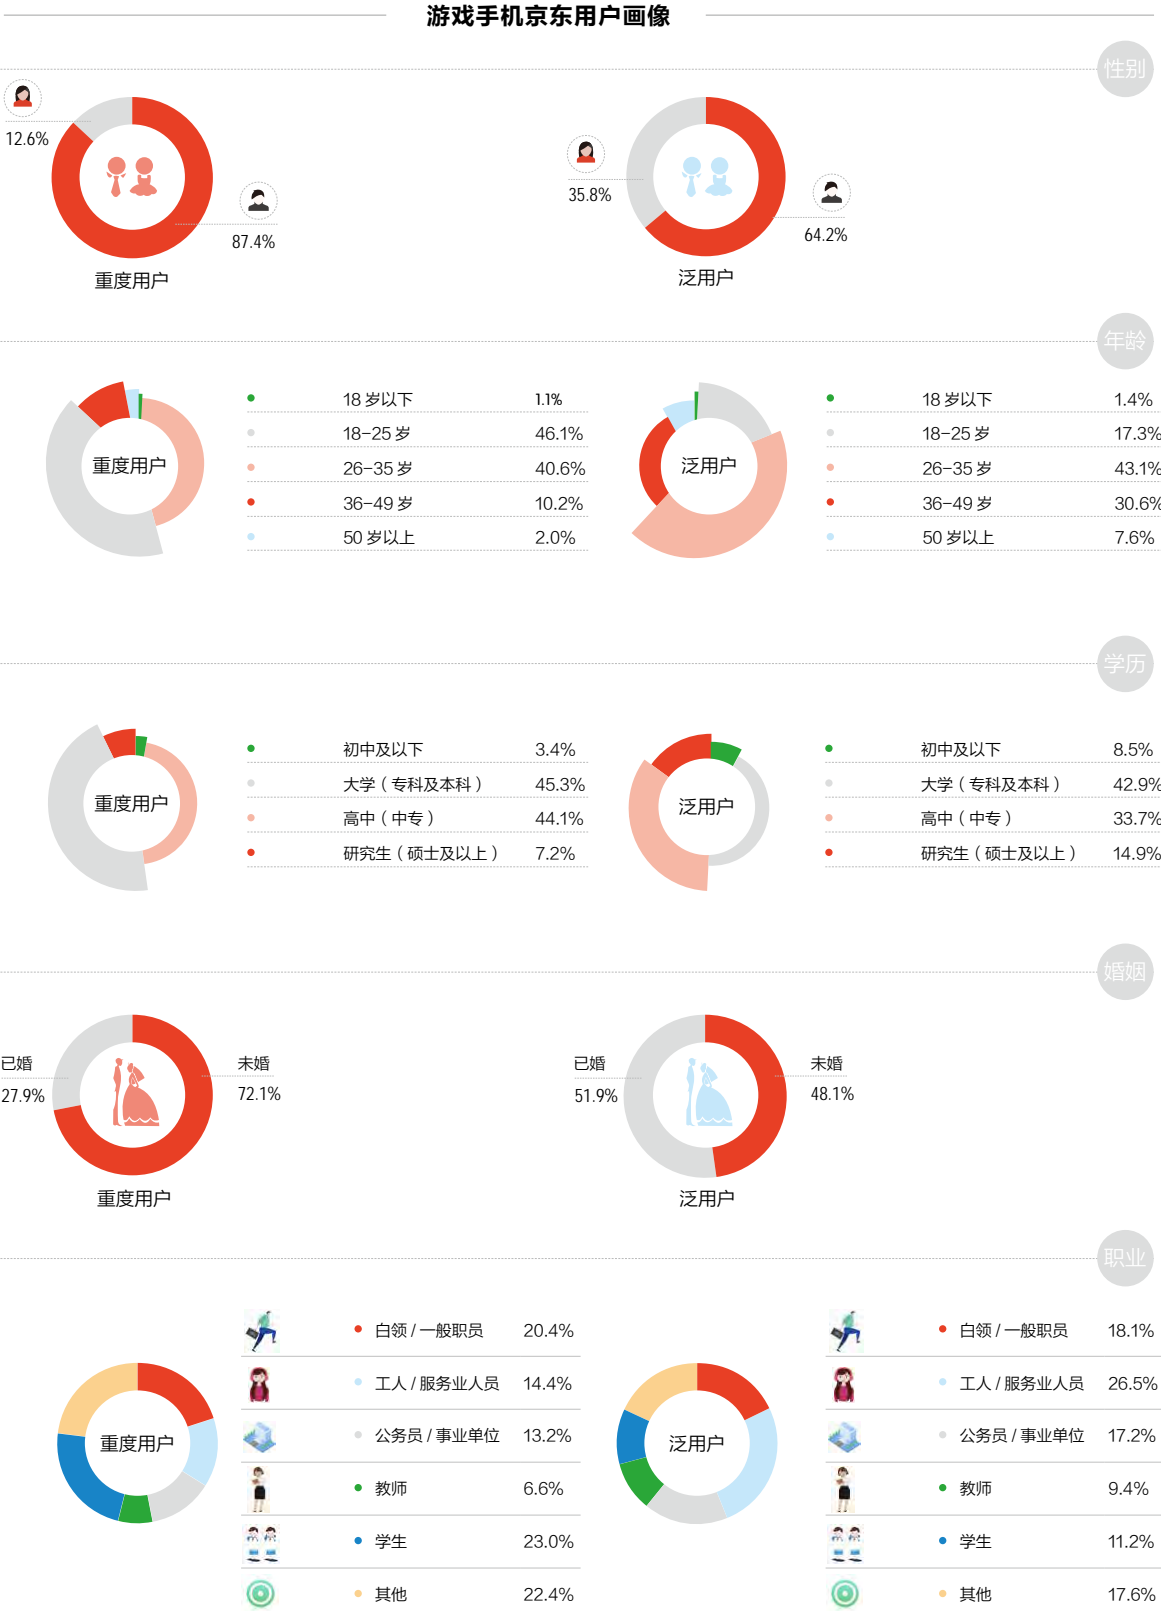 游戏手机京东用户画像
性别
12.6%
87.4%
重度用户
35.8%
64.2%
泛用户
年龄
重度用户
18 岁以下 1.1%
18-25 岁 46.1%
26-35 岁 40.6%
36-49 岁 10.2%
50 岁以上 2.0%
泛用户
18 岁以下 1.4%
18-25 岁 17.3%
26-35 岁 43.1%
36-49 岁 30.6%
50 岁以上 7.6%
学历
重度用户
初中及以下 3.4%
大学（专科及本科） 45.3%
高中（中专） 44.1%
研究生（硕士及以上） 7.2%
泛用户
初中及以下 8.5%
大学（专科及本科） 42.9%
高中（中专） 33.7%
研究生（硕士及以上） 14.9%
婚姻
已婚
27.9%
未婚
72.1%
重度用户
已婚
51.9%
未婚
48.1%
泛用户
职业
重度用户
白领 / 一般职员 20.4%
工人 / 服务业人员 14.4%
公务员 / 事业单位 13.2%
教师 6.6%
学生 23.0%
其他 22.4%
泛用户
白领 / 一般职员 18.1%
工人 / 服务业人员 26.5%
公务员 / 事业单位 17.2%
教师 9.4%
学生 11.2%
其他 17.6%